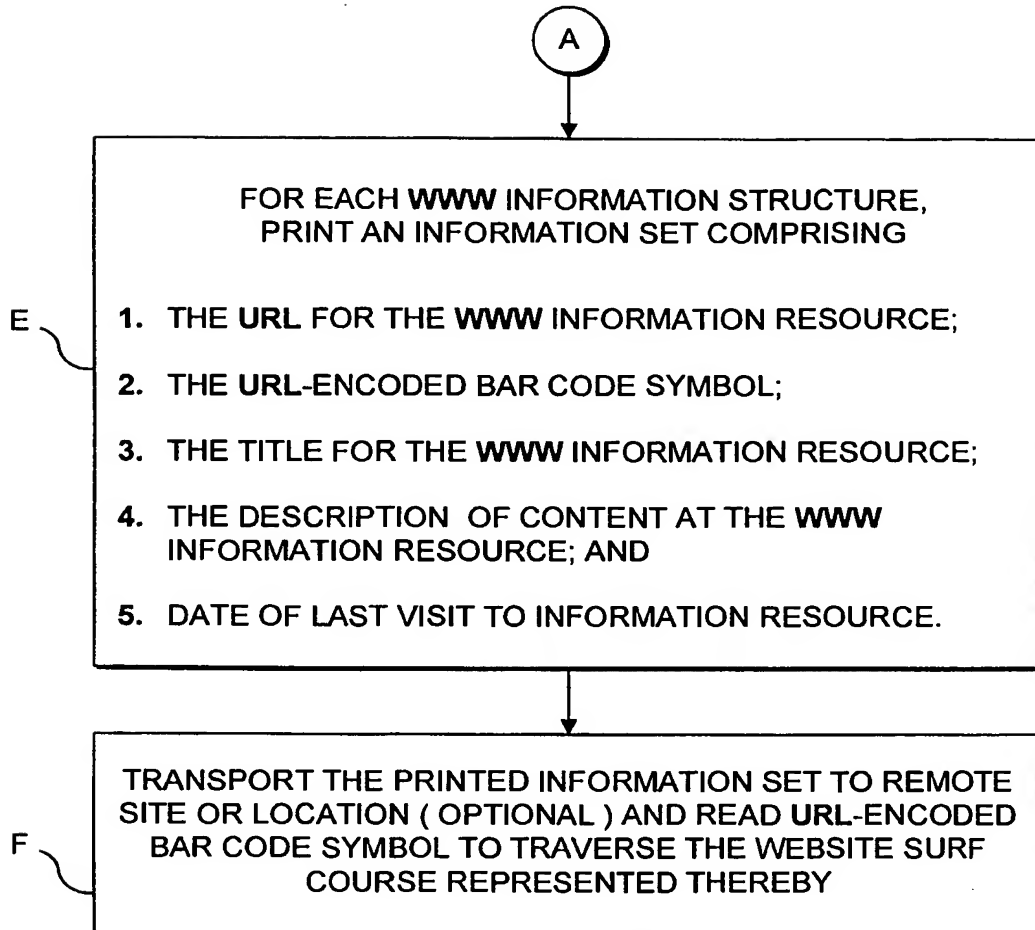 A
FOR EACH WWW INFORMATION STRUCTURE,
PRINT AN INFORMATION SET COMPRISING
E
1. THE URL FOR THE WWW INFORMATION RESOURCE;
2. THE URL-ENCODED BAR CODE SYMBOL;
3. THE TITLE FOR THE WWW INFORMATION RESOURCE;
4. THE DESCRIPTION OF CONTENT AT THE WWW
INFORMATION RESOURCE; AND
5. DATE OF LAST VISIT TO INFORMATION RESOURCE.
TRANSPORT THE PRINTED INFORMATION SET TO REMOTE
SITE OR LOCATION ( OPTIONAL ) AND READ URL-ENCODED
F
BAR CODE SYMBOL TO TRAVERSE THE WEBSITE SURF
COURSE REPRESENTED THEREBY